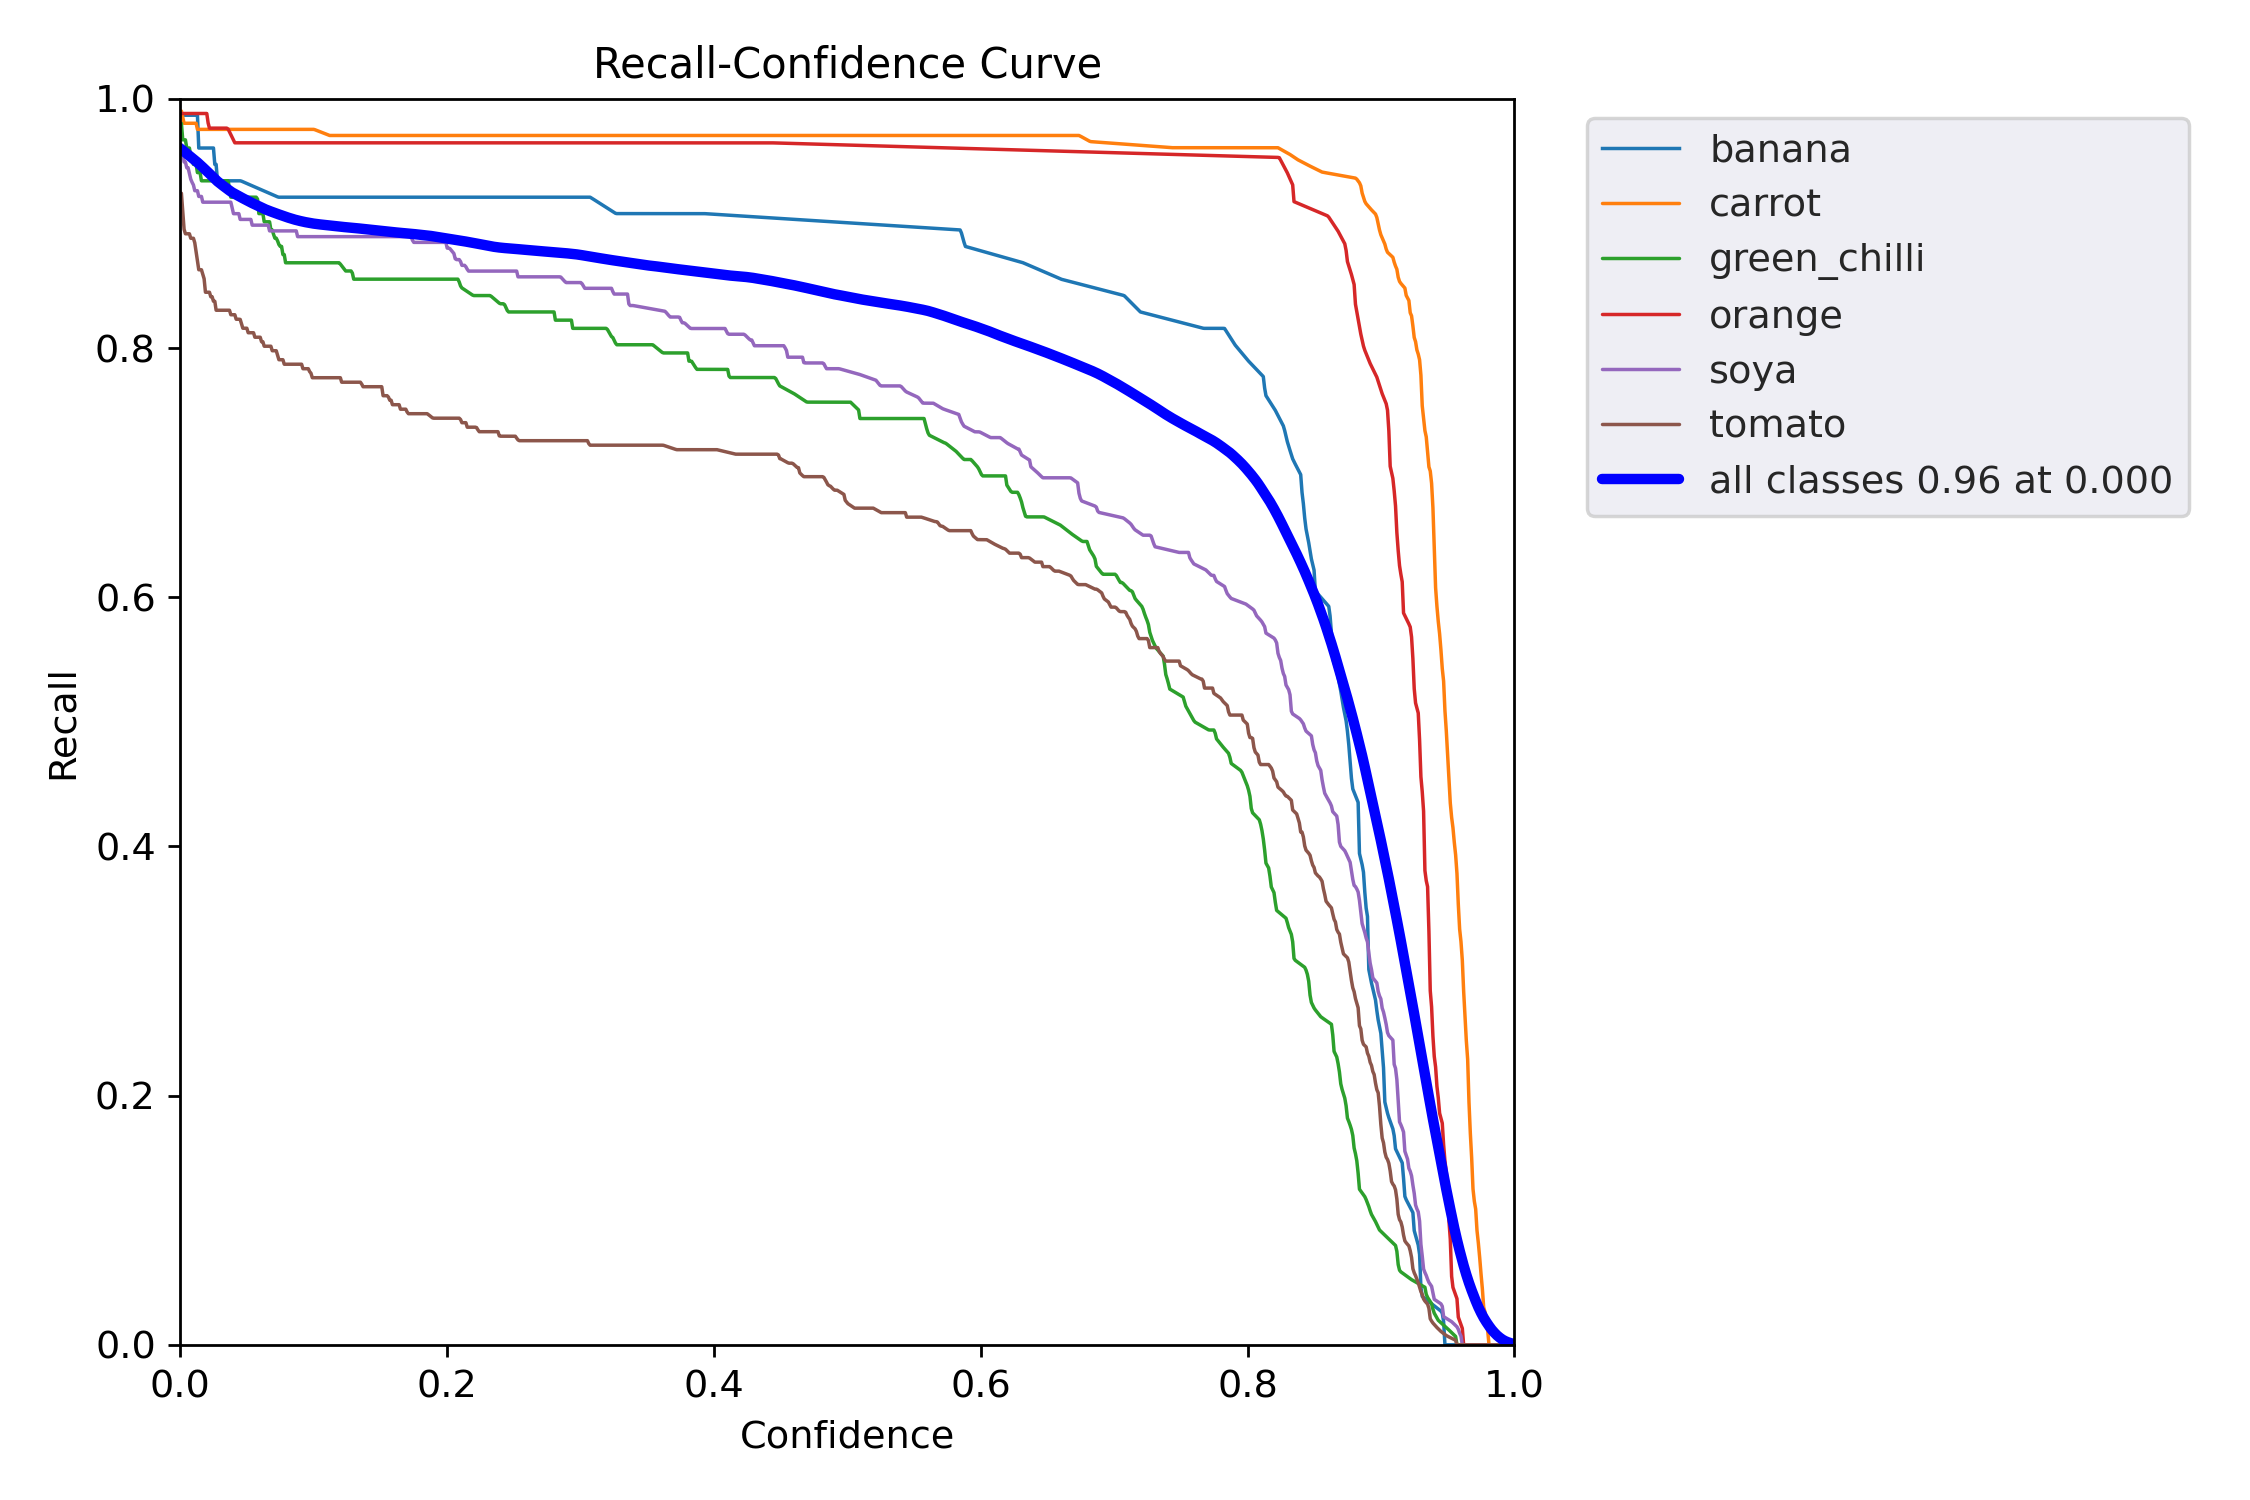 Recall-Confidence Curve
1.0
0.8
0.6
0.4
0.2
0.0
Recall
0.0 0.2 0.4 0.6 0.8 1.0
Confidence
banana
carrot
green_chilli
orange
soya
tomato
all classes 0.96 at 0.000